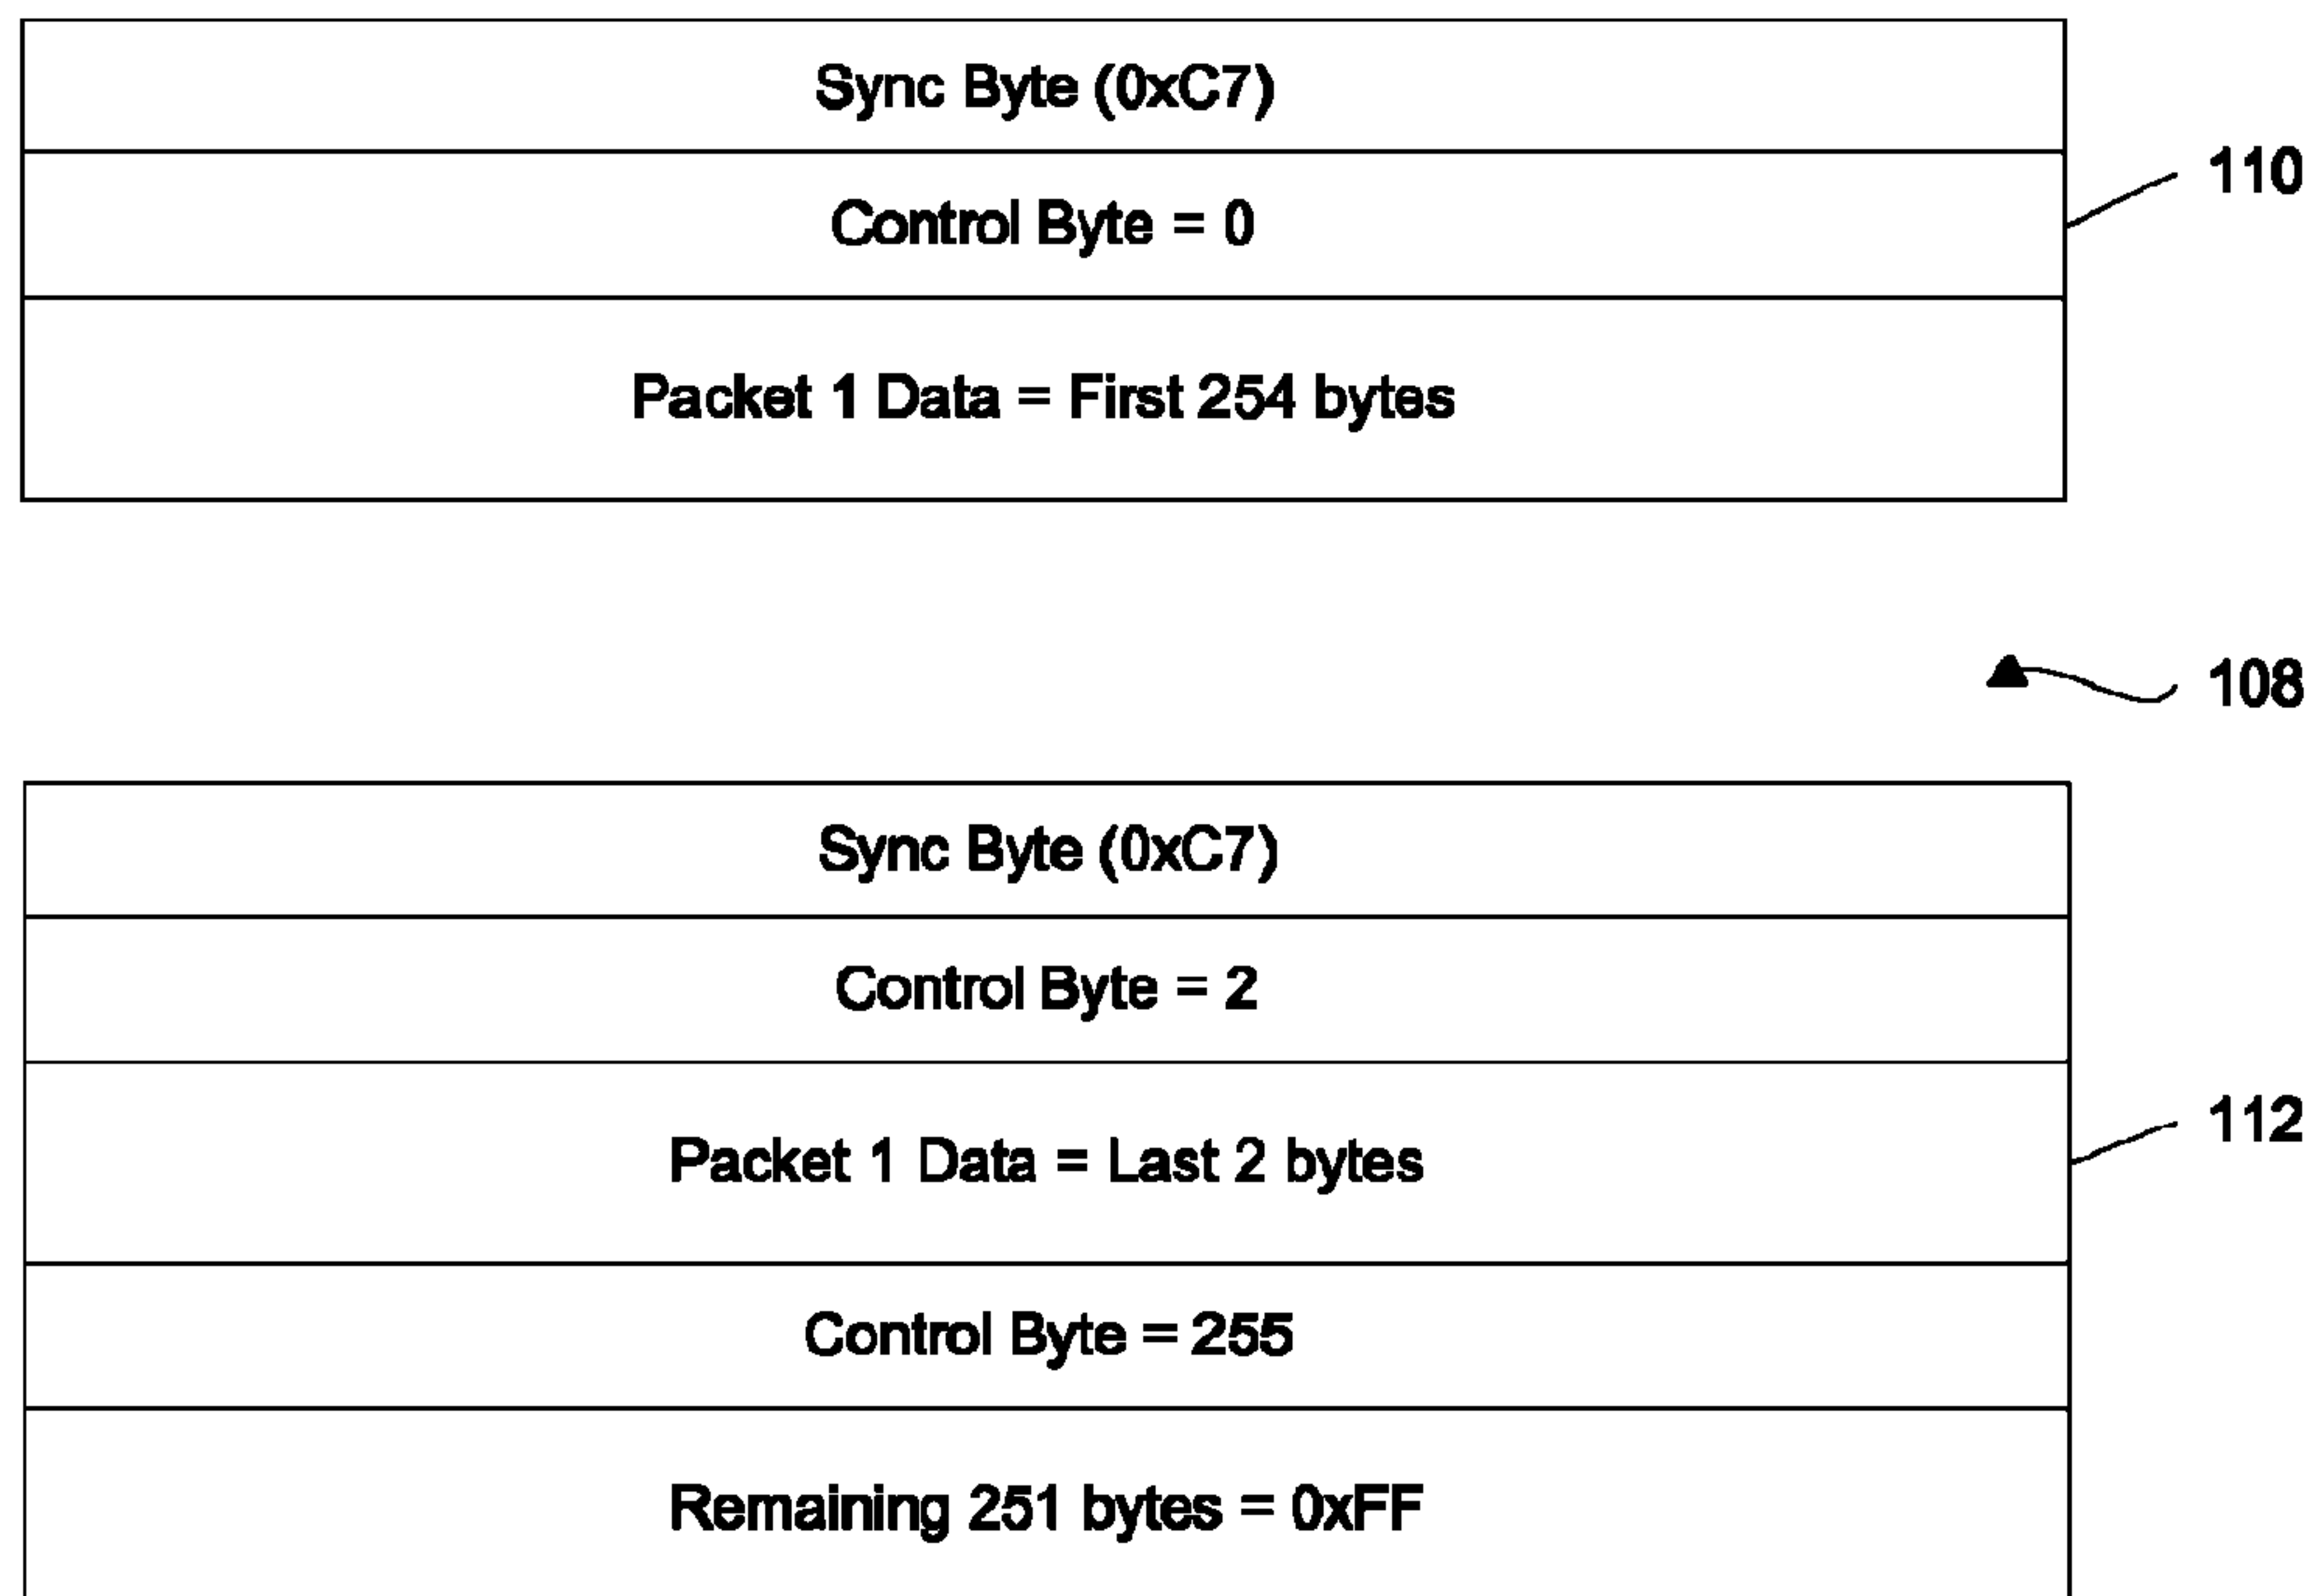 Sync Byte (0xC7)
110
Control Byte = 0
Packet 1 Data = First 254 bytes
108
Sync Byte (0xC7)
Control Byte = 2
112
Packet 1 Data = Last 2 bytes
Control Byte = 255
Remaining 251 bytes = 0xFF